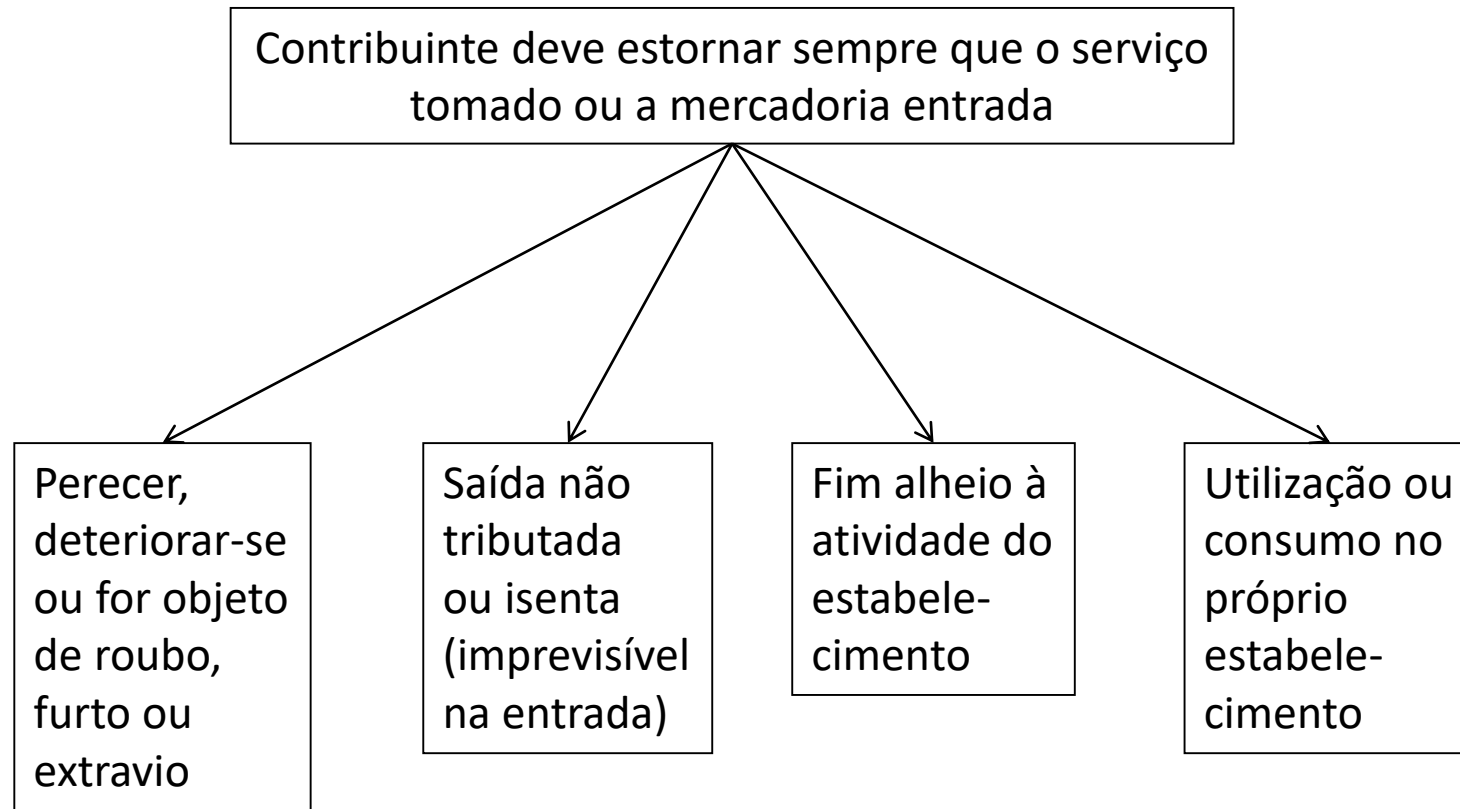 Contribuinte deve estornar sempre que o serviço
tomado ou a mercadoria entrada
Perecer,
deteriorar-se
ou for objeto
de roubo,
furto ou
extravio
Saída não
tributada
ou isenta
(imprevisível
na entrada)
Fim alheio à
atividade do
estabele-
cimento
Utilização ou
consumo no
próprio
estabele-
cimento